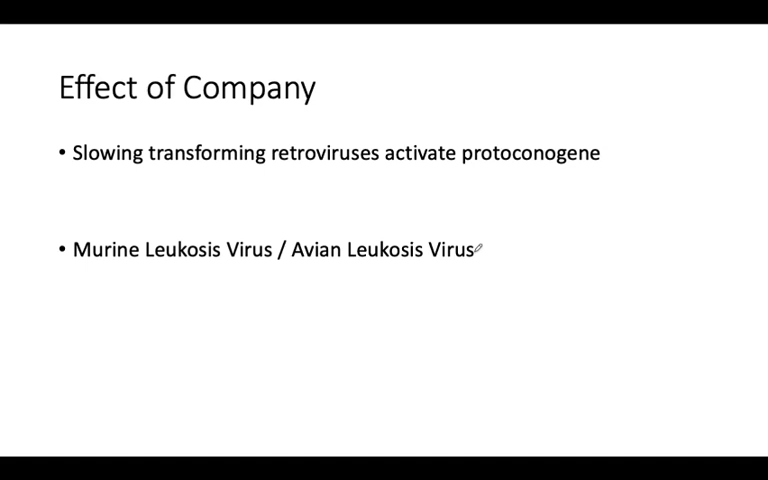 Effect of Company
• Slowing transforming retroviruses activate protoconogene
• Murine Leukosis Virus / Avian Leukosis Virus